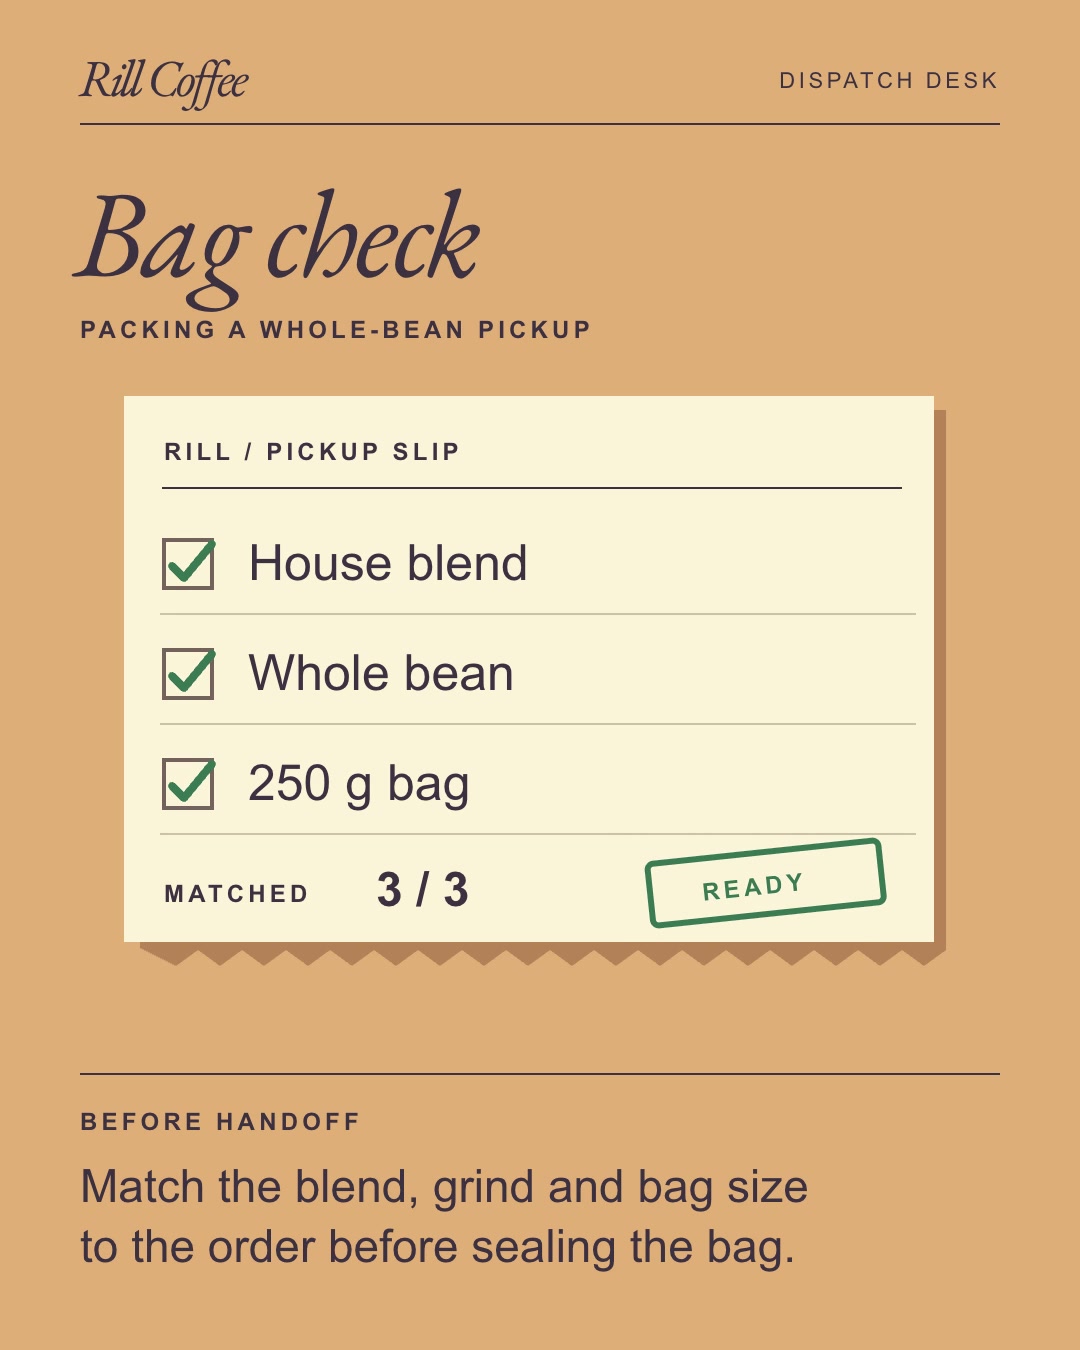 Rill Coffee
DISPATCH DESK
Bag check
PACKING A WHOLE-BEAN PICKUP
RILL / PICKUP SLIP
House blend
Whole bean
250 g bag
MATCHED 3 / 3
READY
BEFORE HANDOFF
Match the blend, grind and bag size
to the order before sealing the bag.